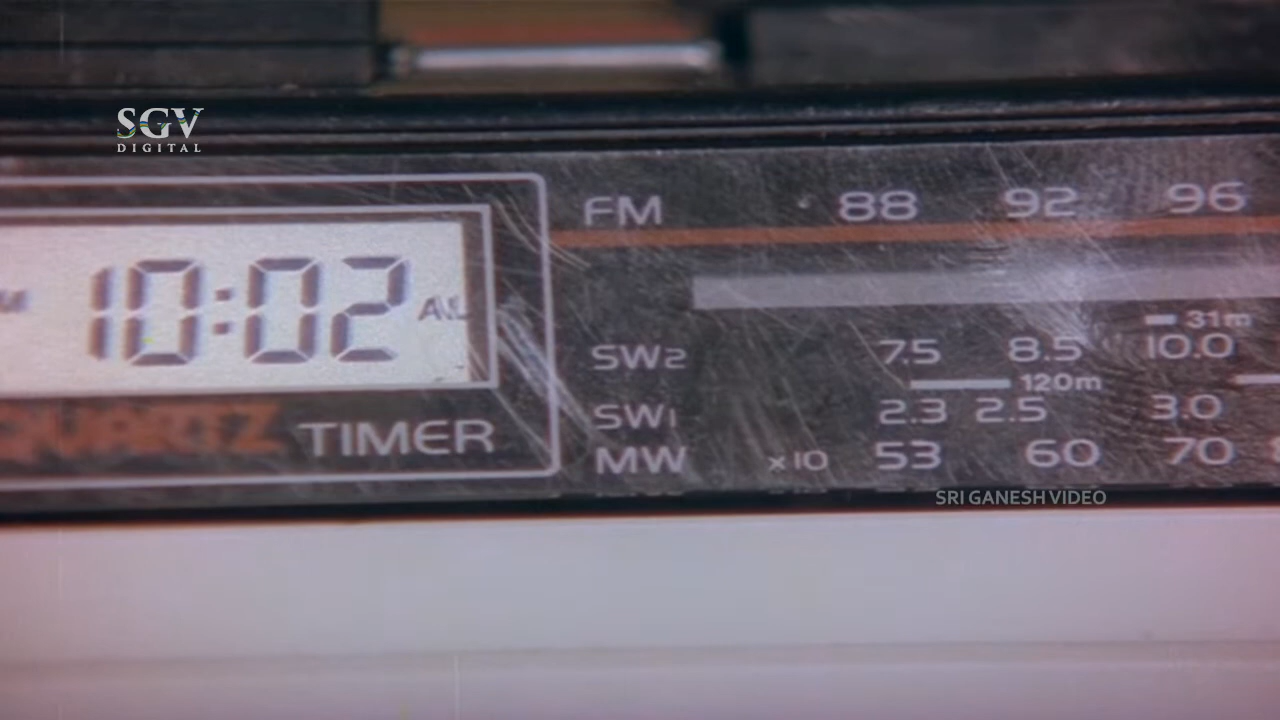 SGV
DIGITAL
10:02
QUARTZ TIMER
FM 88 92 96
31m
SW2 7.5 8.5 10.0
120m
SW1 2.3 2.5 3.0
MW x10 53 60 70
SRI GANESH VIDEO